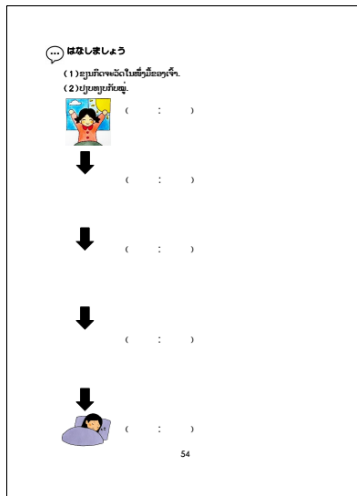 はなしましょう
(1)ຂຽນກິດຈະວັດໃນໜຶ່ງມື້ຂອງເຈົ້າ.
(2)ປຽບທຽບກັບໝູ່.
( : )
( : )
( : )
( : )
( : )
54